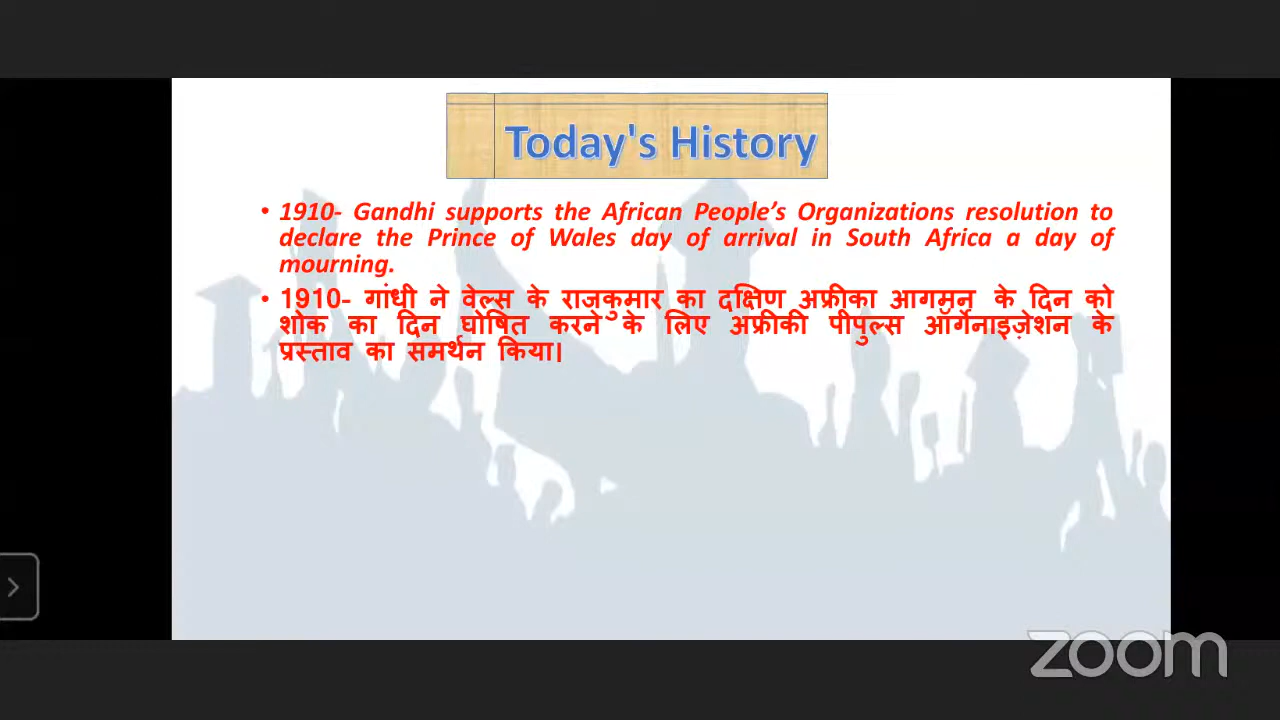 Today's History
• 1910- Gandhi supports the African People’s Organizations resolution to
declare the Prince of Wales day of arrival in South Africa a day of
mourning.
• 1910- गांधी ने वेल्स के राजकुमार का दक्षिण अफ्रीका आगमन के दिन को
शोक का दिन घोषित करने के लिए अफ्रीकी पीपुल्स ऑर्गेनाइज़ेशन के
प्रस्ताव का समर्थन किया।
zoom